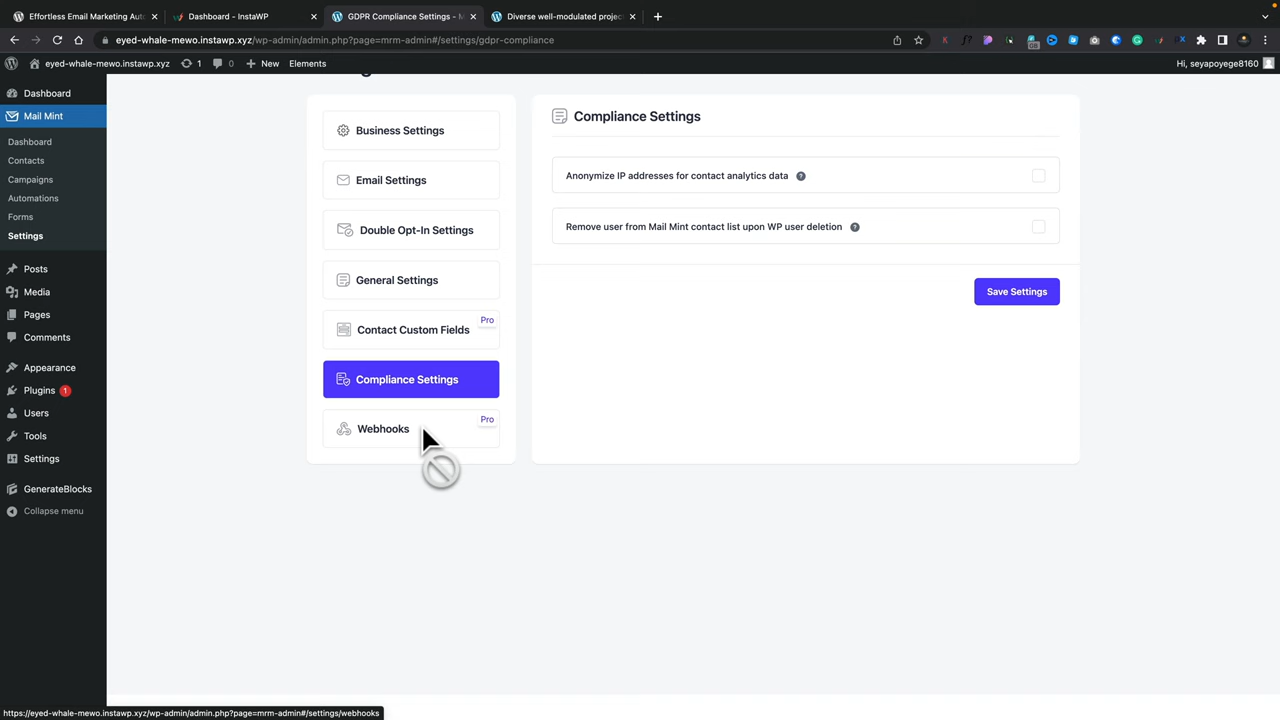 Effortless Email Marketing Auto
Dashboard - InstaWP
GDPR Compliance Settings - M
Diverse well-modulated projec
eyed-whale-mewo.instawp.xyz/wp-admin/admin.php?page=mrm-admin#/settings/gdpr-compliance
eyed-whale-mewo.instawp.xyz
1
0
New
Elements
Hi, seyapoyege8160
Dashboard
Mail Mint
Dashboard
Contacts
Campaigns
Automations
Forms
Settings
Posts
Media
Pages
Comments
Appearance
Plugins 1
Users
Tools
Settings
GenerateBlocks
Collapse menu
Business Settings
Email Settings
Double Opt-In Settings
General Settings
Pro
Contact Custom Fields
Compliance Settings
Pro
Webhooks
Compliance Settings
Anonymize IP addresses for contact analytics data
Remove user from Mail Mint contact list upon WP user deletion
Save Settings
https://eyed-whale-mewo.instawp.xyz/wp-admin/admin.php?page=mrm-admin#/settings/webhooks